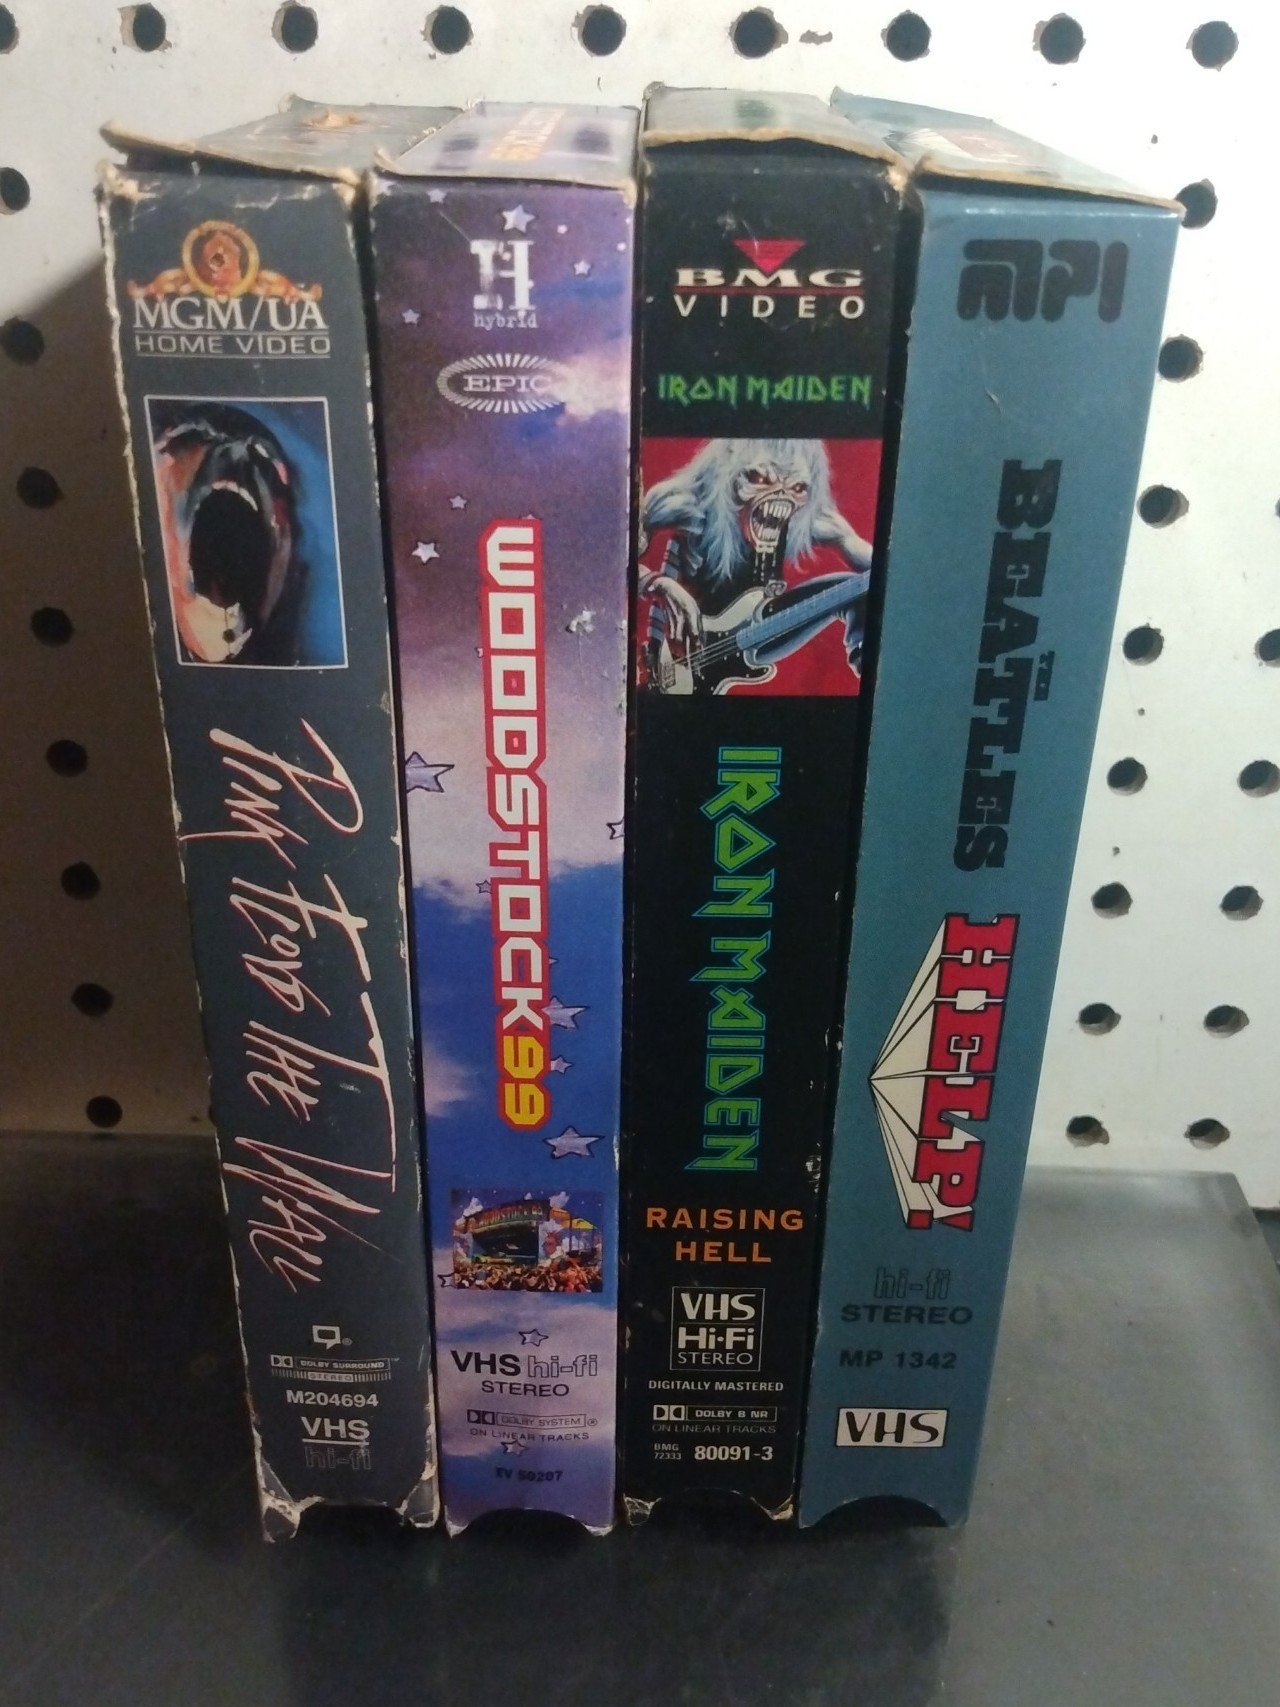 MGM/UA
HOME VIDEO
PINK FLOYD THE WALL
DOLBY SURROUND
STEREO
M204694
VHS
hi-fi
H
hybrid
EPIC
WOODSTOCK99
WOODSTOCK 99
VHS hi-fi
STEREO
DOLBY SYSTEM®
ON LINEAR TRACKS
EV 50207
BMG
VIDEO
IRON MAIDEN
IRON MAIDEN
RAISING
HELL
VHS
Hi-Fi
STEREO
DIGITALLY MASTERED
DOLBY B NR
ON LINEAR TRACKS
BMG
72333
80091-3
MPI
THE
BEATLES
HELP!
hi-fi
STEREO
MP 1342
VHS